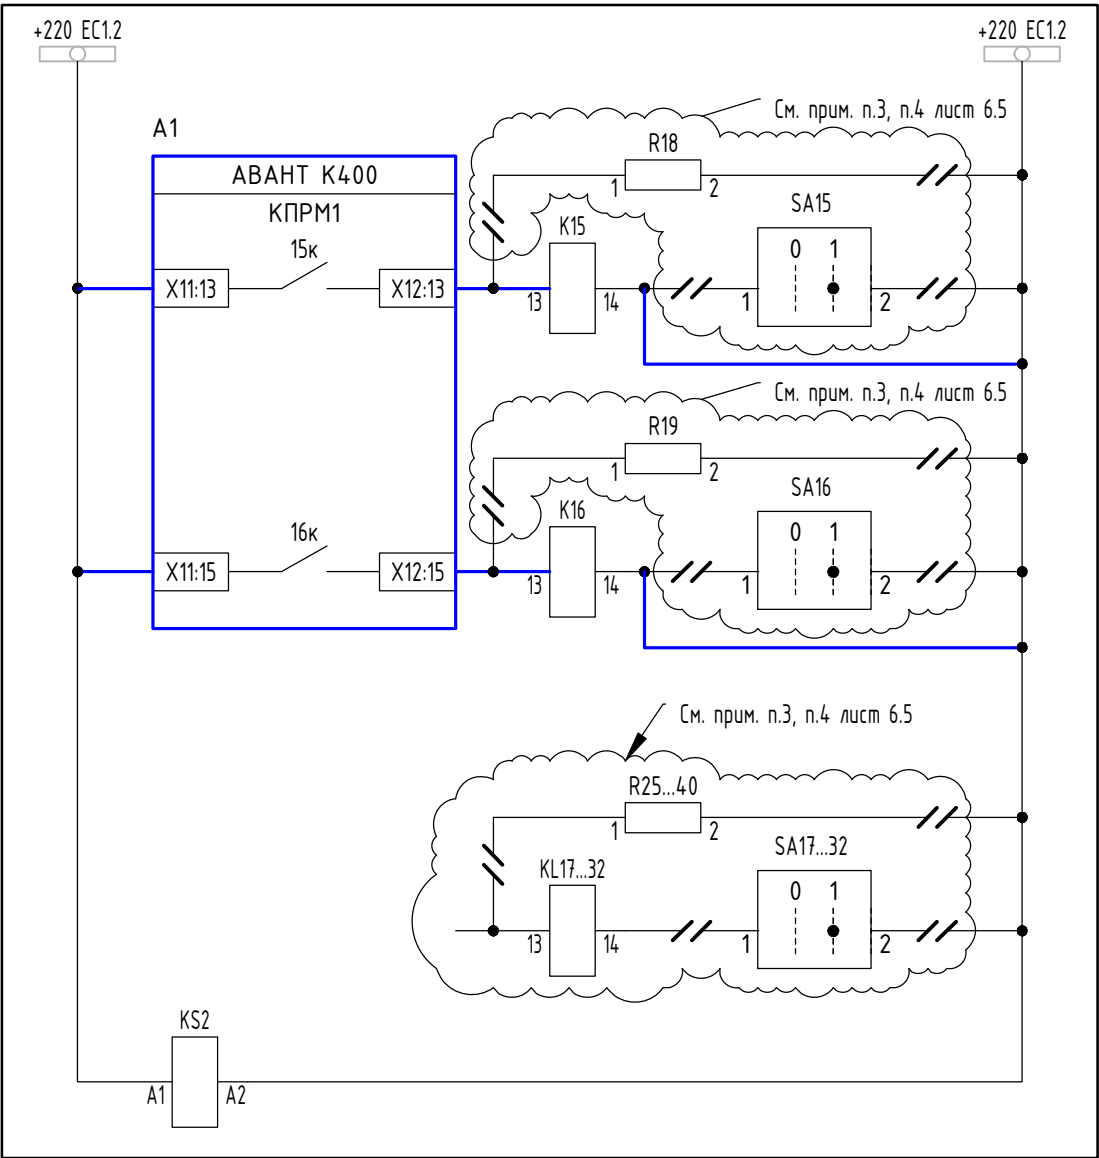 +220 EC1.2
+220 EC1.2
См. прим. п.3, п.4 лист 6.5
A1
R18
АВАНТ К400
1
2
SA15
КПРМ1
K15
0
1
15к
X11:13
X12:13
13
14
1
2
См. прим. п.3, п.4 лист 6.5
R19
1
2
SA16
K16
0
1
16к
X11:15
X12:15
13
14
1
2
См. прим. п.3, п.4 лист 6.5
R25...40
1
2
SA17...32
KL17...32
0
1
13
14
1
2
KS2
A1
A2